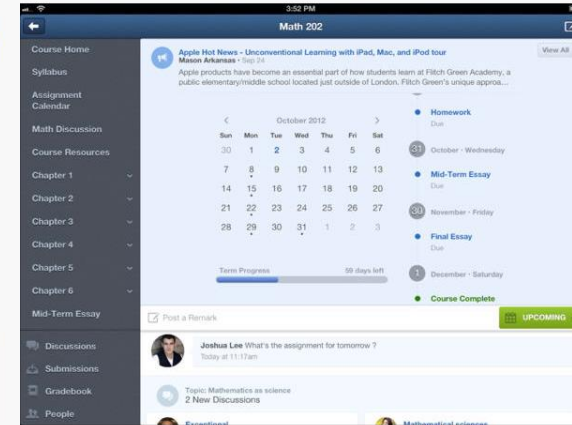 3:52 PM
Math 202
Course Home
Syllabus
Assignment
Calendar
Math Discussion
Course Resources
Chapter 1
Chapter 2
Chapter 3
Chapter 4
Chapter 5
Chapter 6
Mid-Term Essay
Discussions
Submissions
Gradebook
People
Apple Hot News - Unconventional Learning with iPad, Mac, and iPod tour
Mason Arkansas • Sep 24
Apple products have become an essential part of how students learn at Flitch Green Academy, a
public elementary/middle school located just outside of London. Flitch Green's unique approa...
View All
October 2012
Sun Mon Tue Wed Thu Fri Sat
30 1 2 3 4 5 6
7 8 9 10 11 12 13
14 15 16 17 18 19 20
21 22 23 24 25 26 27
28 29 30 31 1 2 3
Term Progress 59 days left
Homework
Due
31 October - Wednesday
Mid-Term Essay
Due
30 November - Friday
Final Essay
Due
1 December - Saturday
Course Complete
Post a Remark
UPCOMING
Joshua Lee What's the assignment for tomorrow ?
Today at 11:17am
Topic: Mathematics as science
2 New Discussions
Exceptional
Mathematical sciences